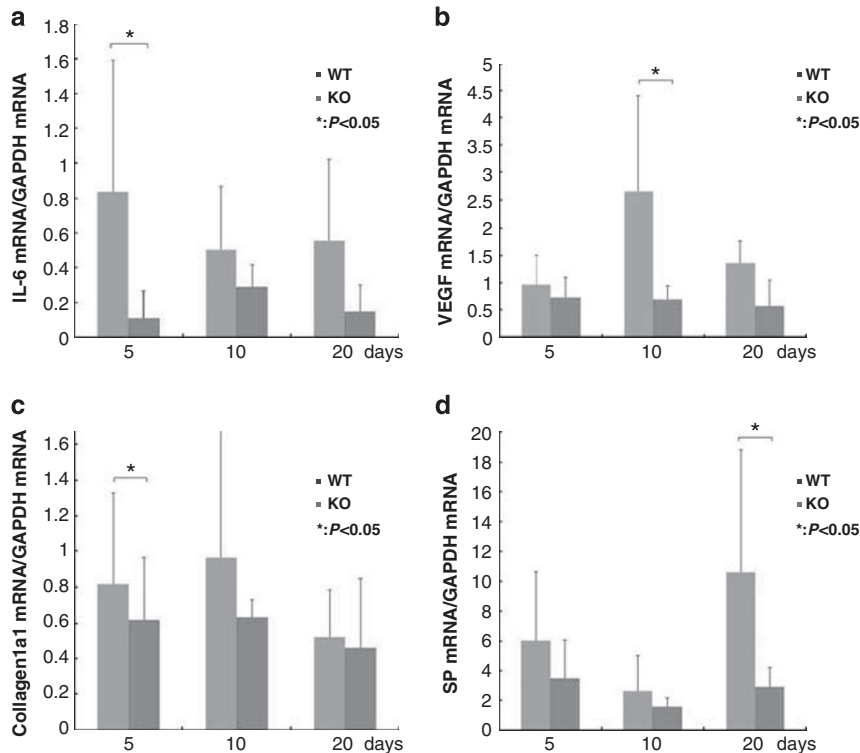 a
IL-6 mRNA/GAPDH mRNA
1.8
1.6
1.4
1.2
1
0.8
0.6
0.4
0.2
0
*
WT
KO
*:P<0.05
5 10 20 days
b
VEGF mRNA/GAPDH mRNA
5
4.5
4
3.5
3
2.5
2
1.5
1
0.5
0
*
WT
KO
*:P<0.05
5 10 20 days
c
Collagen1a1 mRNA/GAPDH mRNA
1.6
1.4
1.2
1
0.8
0.6
0.4
0.2
0
*
WT
KO
*:P<0.05
5 10 20 days
d
SP mRNA/GAPDH mRNA
20
18
16
14
12
10
8
6
4
2
0
*
WT
KO
*:P<0.05
5 10 20 days